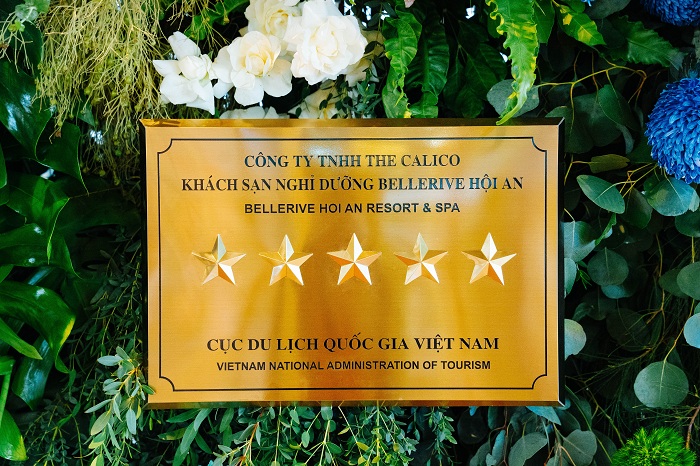 CÔNG TY TNHH THE CALICO
KHÁCH SẠN NGHỈ DƯỠNG BELLERIVE HỘI AN
BELLERIVE HOI AN RESORT & SPA
CỤC DU LỊCH QUỐC GIA VIỆT NAM
VIETNAM NATIONAL ADMINISTRATION OF TOURISM